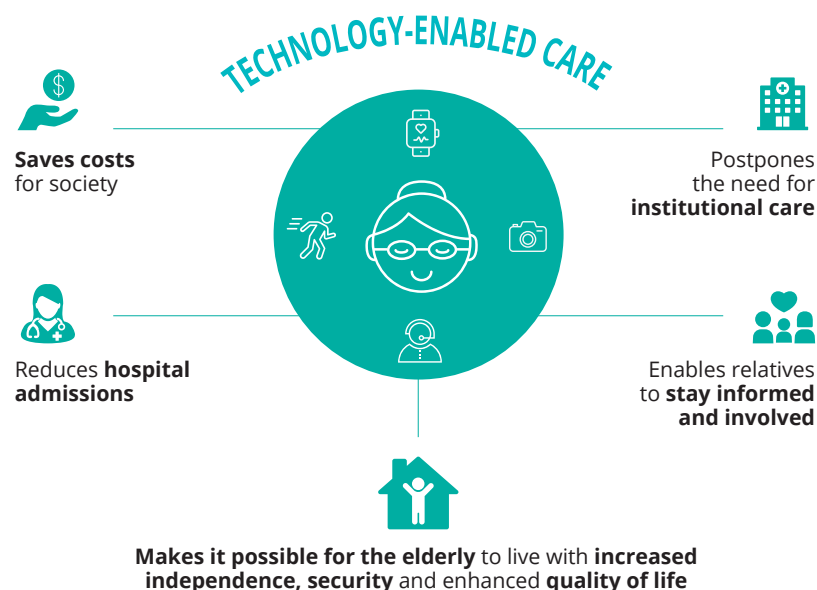 TECHNOLOGY-ENABLED CARE
$
Saves costs
for society
Postpones
the need for
institutional care
Reduces hospital
admissions
Enables relatives
to stay informed
and involved
Makes it possible for the elderly to live with increased
independence, security and enhanced quality of life